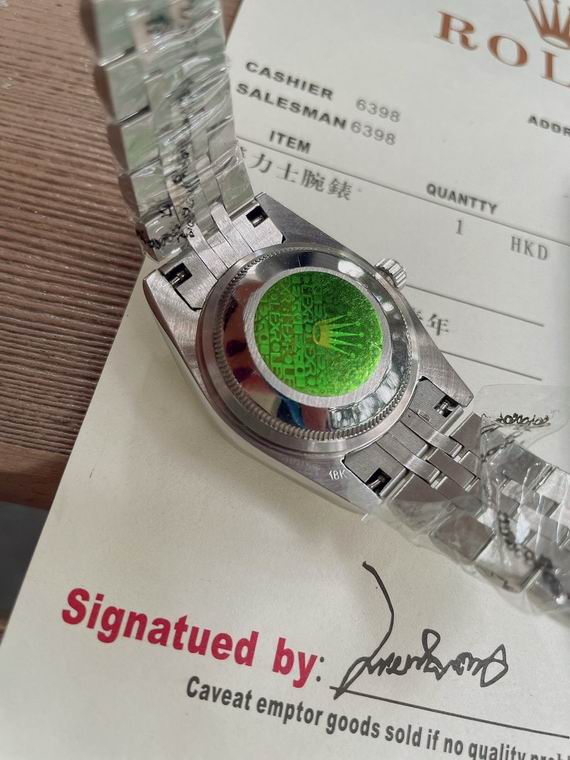 ROL
CASHIER 6398
SALESMAN 6398
ADDR
ITEM
力士腕錶
QUANTTY
1
HKD
年
18K
Signatued by:
Caveat emptor goods sold if no quality prob